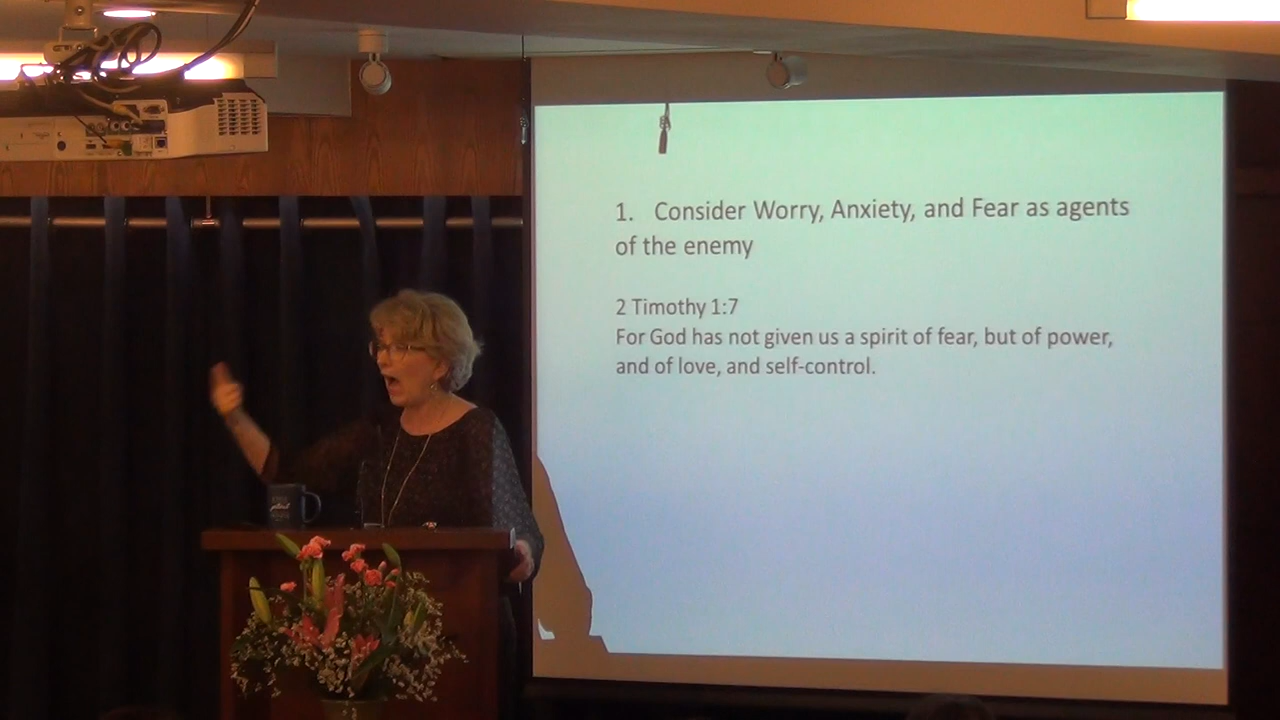 1. Consider Worry, Anxiety, and Fear as agents
of the enemy
2 Timothy 1:7
For God has not given us a spirit of fear, but of power,
and of love, and self-control.